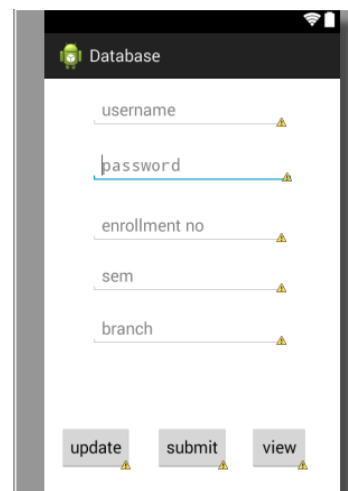 Database
username
password
enrollment no
sem
branch
update submit view